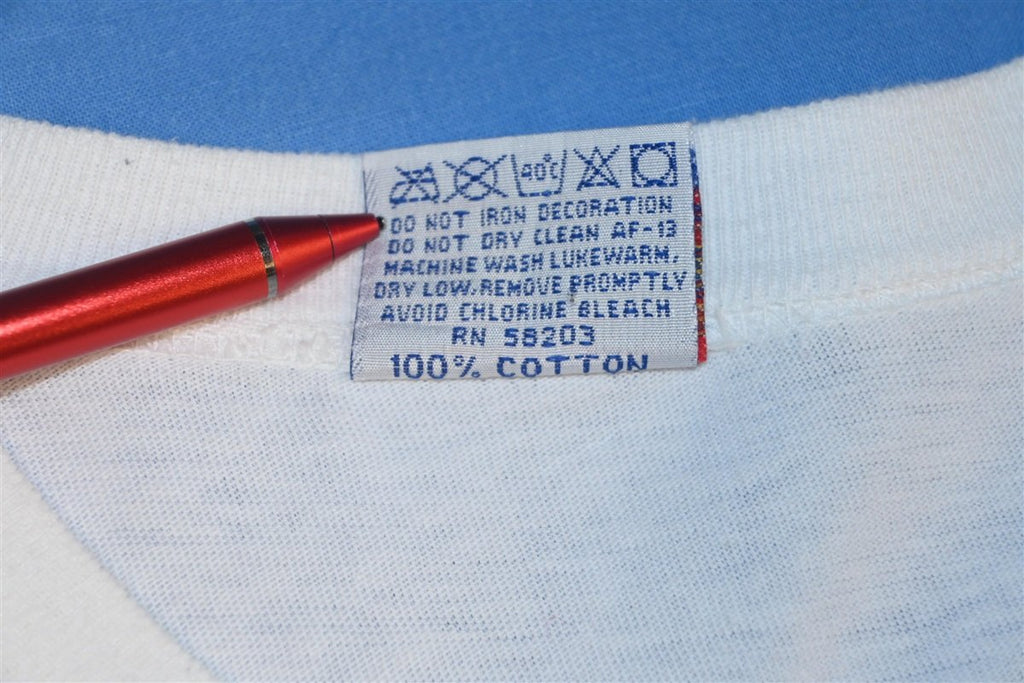 40°C
DO NOT IRON DECORATION
DO NOT DRY CLEAN AF-13
MACHINE WASH LUKEWARM.
DRY LOW. REMOVE PROMPTLY
AVOID CHLORINE BLEACH
RN 58203
100% COTTON